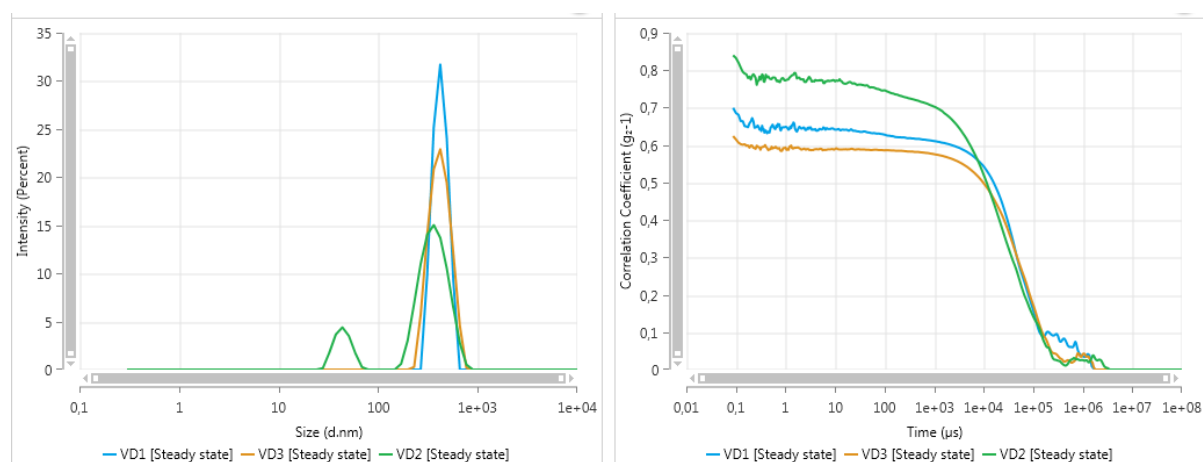 35
30
25
20
15
10
5
0
Intensity (Percent)
0,1 1 10 100 1e+03 1e+04
Size (d.nm)
VD1 [Steady state] VD3 [Steady state] VD2 [Steady state]
0,9
0,8
0,7
0,6
0,5
0,4
0,3
0,2
0,1
0
Correlation Coefficient (g₂-1)
0,01 0,1 1 10 100 1e+03 1e+04 1e+05 1e+06 1e+07 1e+08
Time (µs)
VD1 [Steady state] VD3 [Steady state] VD2 [Steady state]